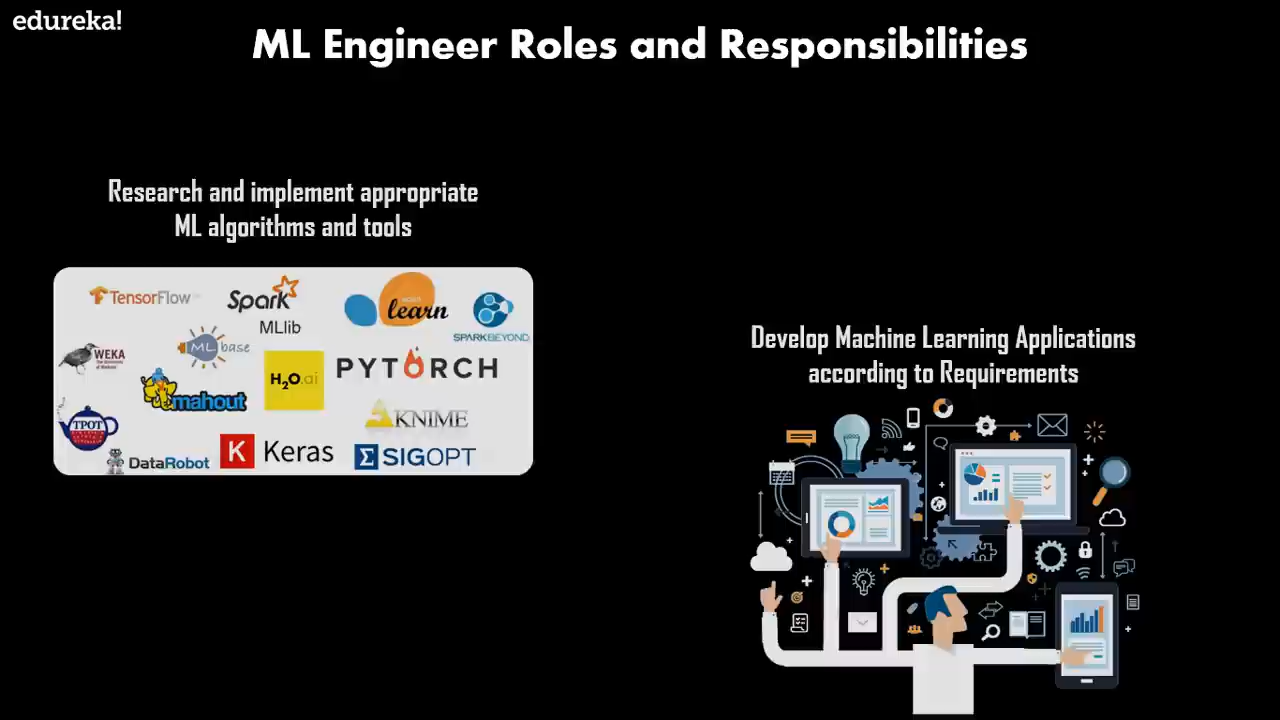 edureka!
ML Engineer Roles and Responsibilities
Research and implement appropriate
ML algorithms and tools
TensorFlow
Spark
MLlib
learn
SPARKBEYOND
WEKA
ML base
mahout
H2O.ai
PYTORCH
KNIME
TPOT
DataRobot
K Keras
SIGOPT
Develop Machine Learning Applications
according to Requirements